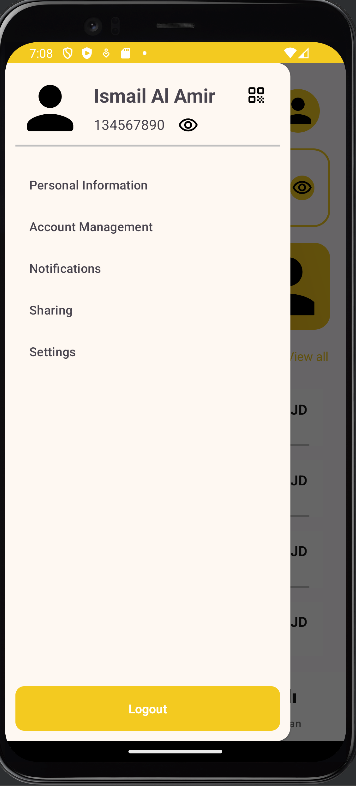 7:08
Ismail Al Amir
134567890
Personal Information
Account Management
Notifications
Sharing
Settings
View all
JD
JD
JD
JD
an
Logout